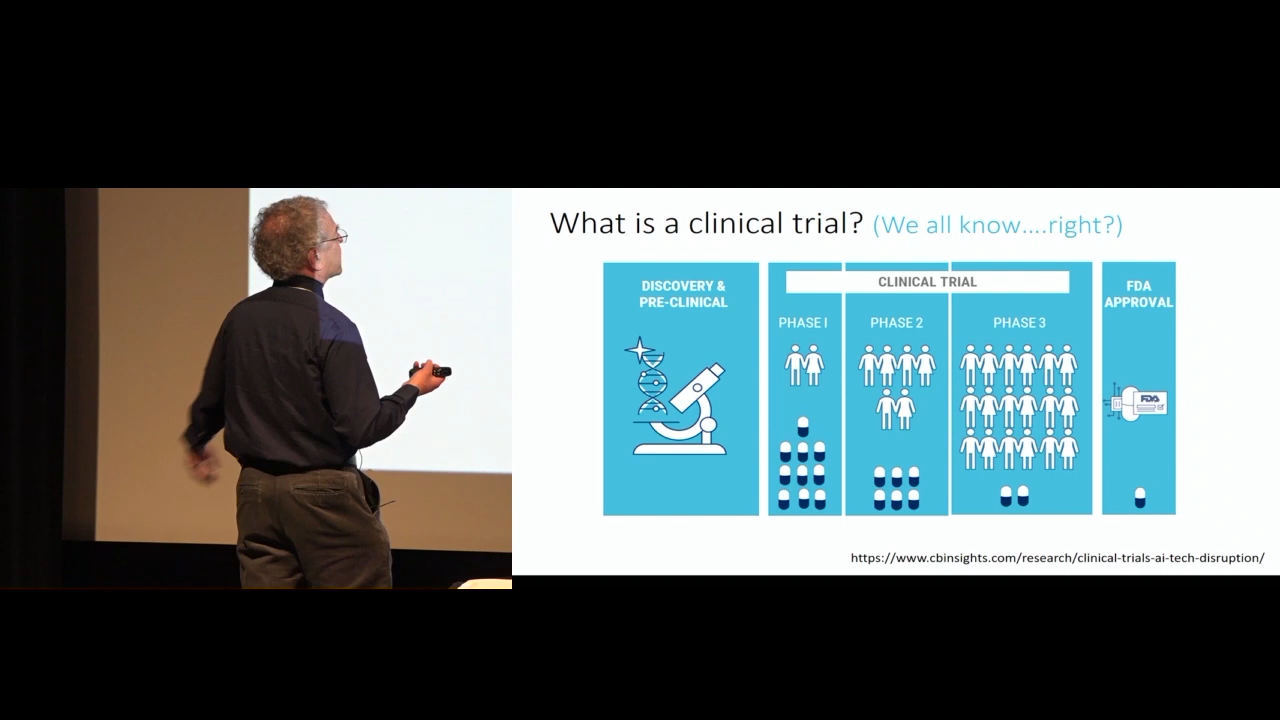 What is a clinical trial? (We all know....right?)
DISCOVERY &
PRE-CLINICAL
CLINICAL TRIAL
PHASE I
PHASE 2
PHASE 3
FDA
APPROVAL
FDA
https://www.cbinsights.com/research/clinical-trials-ai-tech-disruption/